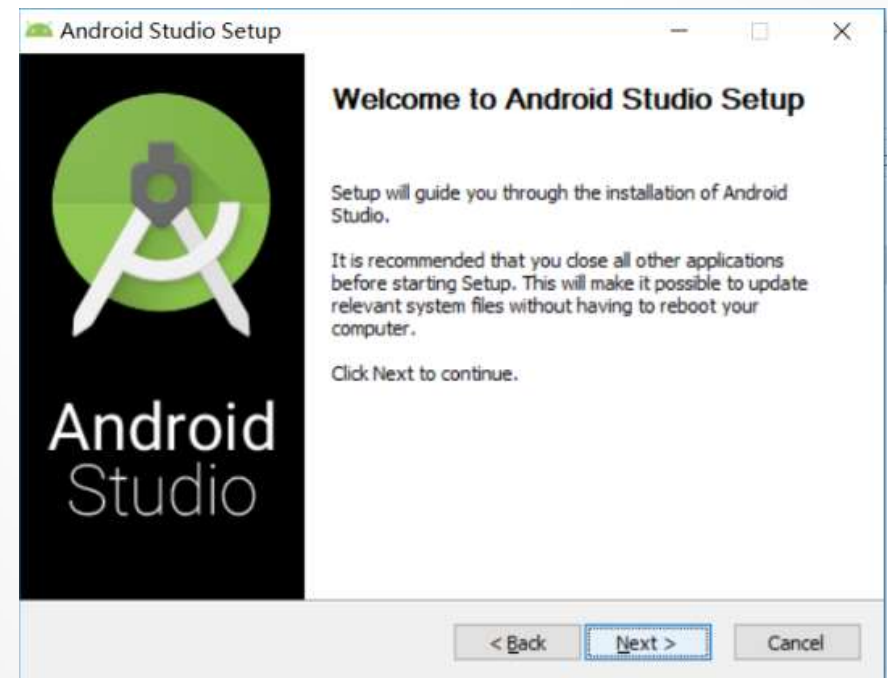 Android Studio Setup
Welcome to Android Studio Setup
Setup will guide you through the installation of Android
Studio.
It is recommended that you close all other applications
before starting Setup. This will make it possible to update
relevant system files without having to reboot your
computer.
Click Next to continue.
Android
Studio
< Back
Next >
Cancel